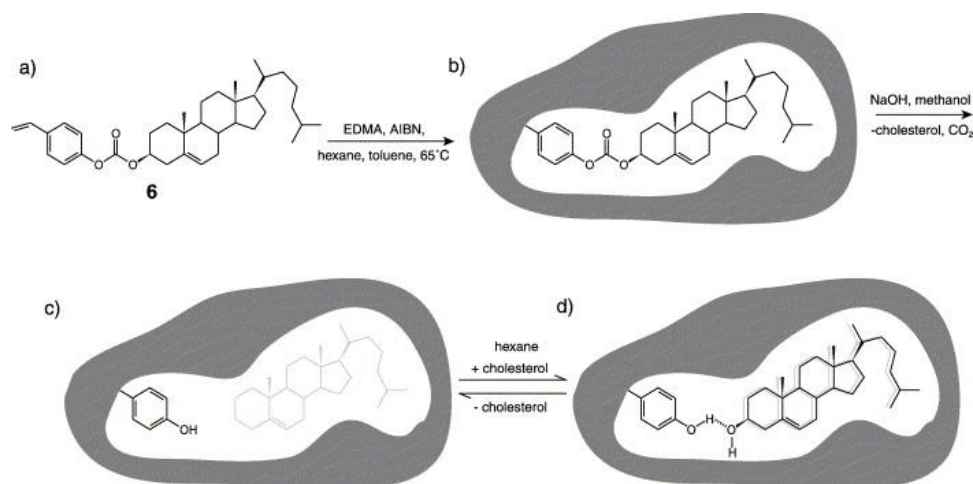 a)
O
O
O
6
EDMA, AIBN,
hexane, toluene, 65˚C
b)
O
O
O
NaOH, methanol
-cholesterol, CO2
c)
OH
hexane
+ cholesterol
- cholesterol
d)
O
H
O
H